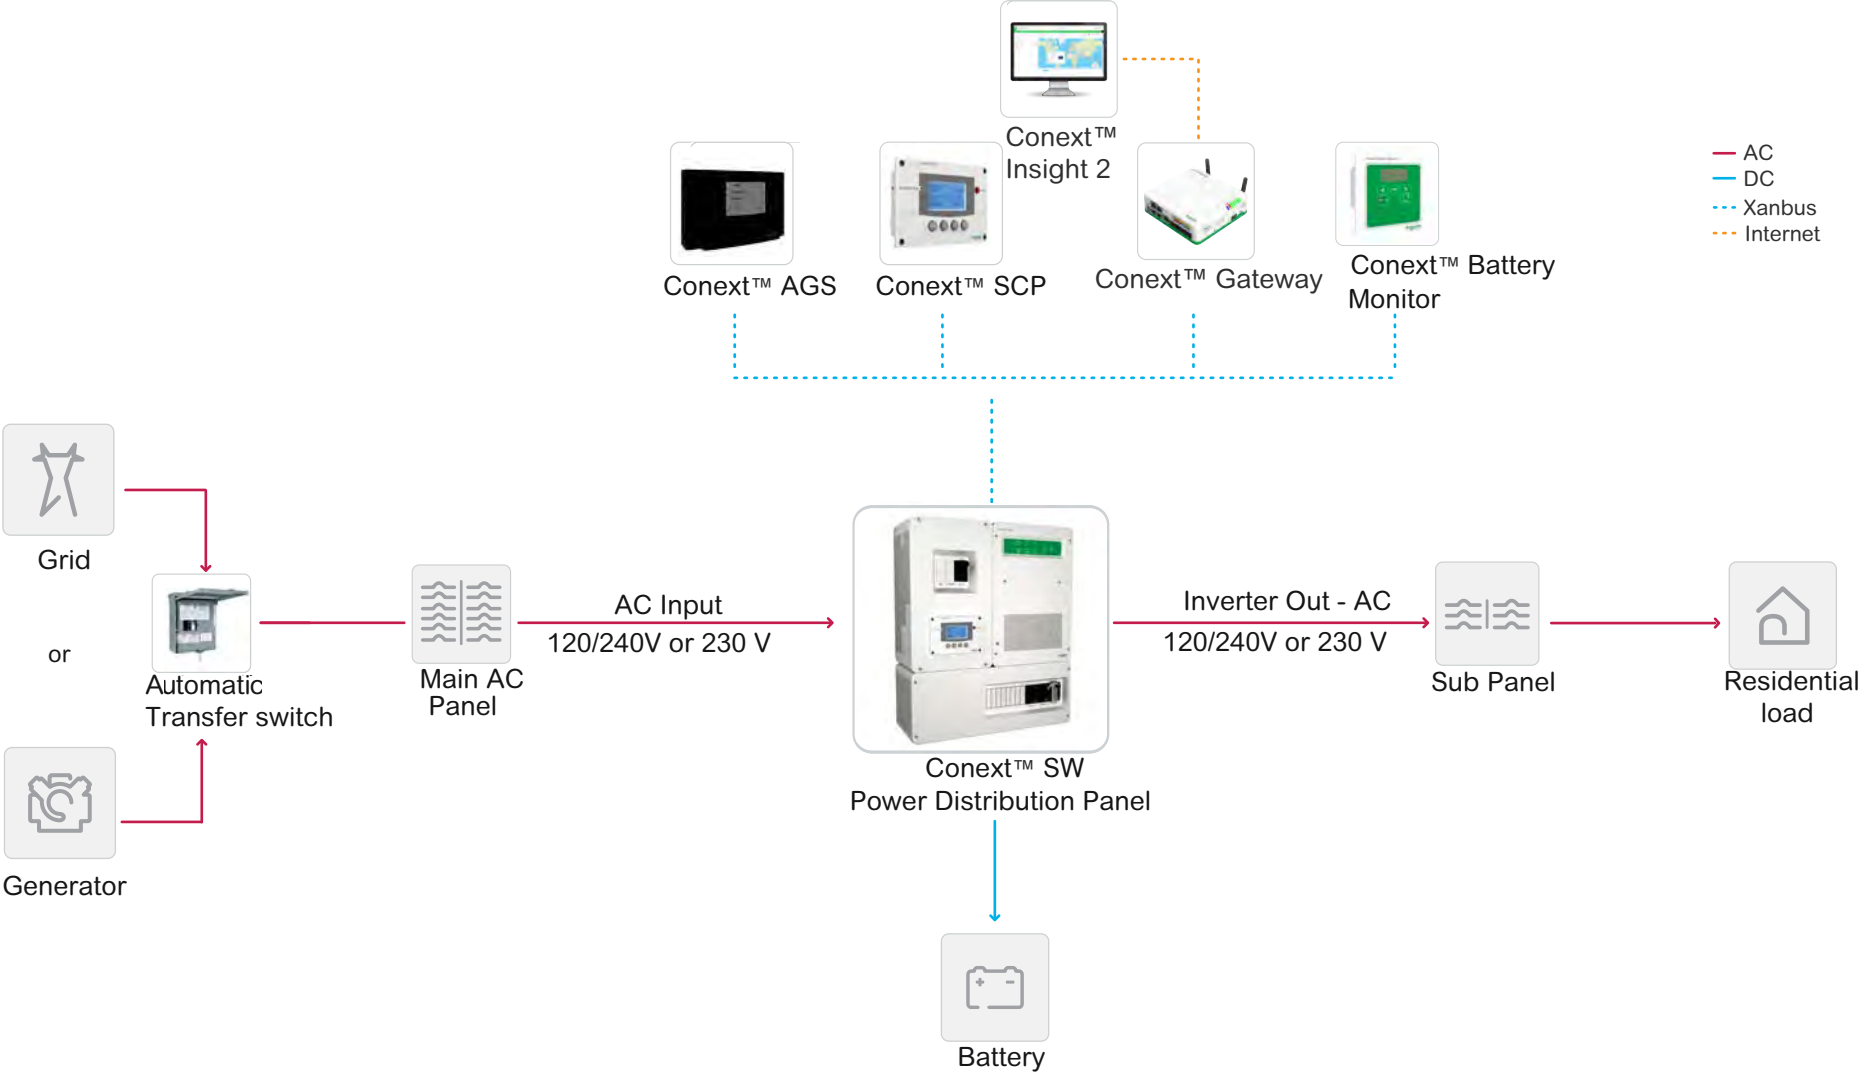 Conext™
Insight 2
AC
DC
Xanbus
Internet
Conext™ AGS
Conext™ SCP
Conext™ Gateway
Conext™ Battery
Monitor
Grid
or
Generator
Automatic
Transfer switch
Main AC
Panel
AC Input
120/240V or 230 V
Conext™ SW
Power Distribution Panel
Inverter Out - AC
120/240V or 230 V
Sub Panel
Residential
load
Battery